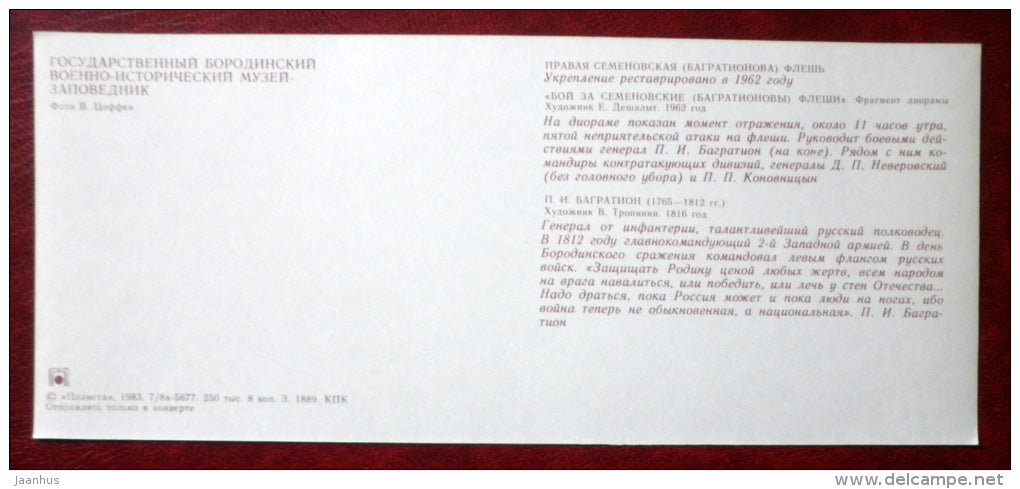 ГОСУДАРСТВЕННЫЙ БОРОДИНСКИЙ
ВОЕННО-ИСТОРИЧЕСКИЙ МУЗЕЙ-
ЗАПОВЕДНИК
Фото В. Цоффки
© «Планета», 1983. 7/8в-5677. 250 тыс. 8 коп. З. 1889. КПК
Отправлять только в конверте
ПРАВАЯ СЕМЕНОВСКАЯ (БАГРАТИОНОВА) ФЛЕШЬ
Укрепление реставрировано в 1962 году
«БОЙ ЗА СЕМЕНОВСКИЕ (БАГРАТИОНОВЫ) ФЛЕШИ». Фрагмент диорамы
Художник Е. Дешалыт. 1962 год
На диораме показан момент отражения, около 11 часов утра,
пятой неприятельской атаки на флеши. Руководит боевыми дей-
ствиями генерал П. И. Багратион (на коне). Рядом с ним ко-
мандиры контратакующих дивизий, генералы Д. П. Неверовский
(без головного убора) и П. П. Коновницын
П. И. БАГРАТИОН (1765—1812 гг.)
Художник В. Тропинин. 1816 год
Генерал от инфантерии, талантливейший русский полководец.
В 1812 году главнокомандующий 2-й Западной армией. В день
Бородинского сражения командовал левым флангом русских
войск. «Защищать Родину ценой любых жертв, всем народом
на врага навалиться, или победить, или лечь у стен Отечества...
Надо драться, пока Россия может и пока люди на ногах, ибо
война теперь не обыкновенная, а национальная». П. И. Багра-
тион
Jaanhus
www.delcampe.net